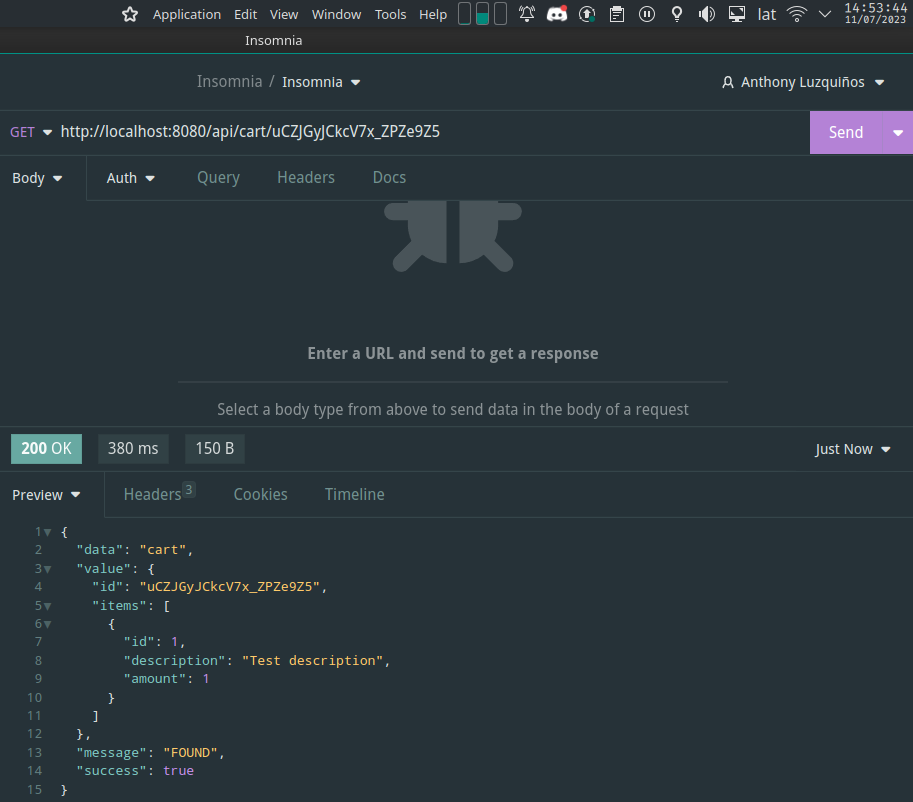 Application Edit View Window Tools Help lat 14:53:44
11/07/2023
Insomnia
Insomnia / Insomnia Anthony Luzquiños
GET http://localhost:8080/api/cart/uCZJGyJCkcV7x_ZPZe9Z5 Send
Body Auth Query Headers Docs
Enter a URL and send to get a response
Select a body type from above to send data in the body of a request
200 OK 380 ms 150 B Just Now
Preview Headers 3 Cookies Timeline
1 {
2 "data": "cart",
3 "value": {
4 "id": "uCZJGyJCkcV7x_ZPZe9Z5",
5 "items": [
6 {
7 "id": 1,
8 "description": "Test description",
9 "amount": 1
10 }
11 ]
12 },
13 "message": "FOUND",
14 "success": true
15 }